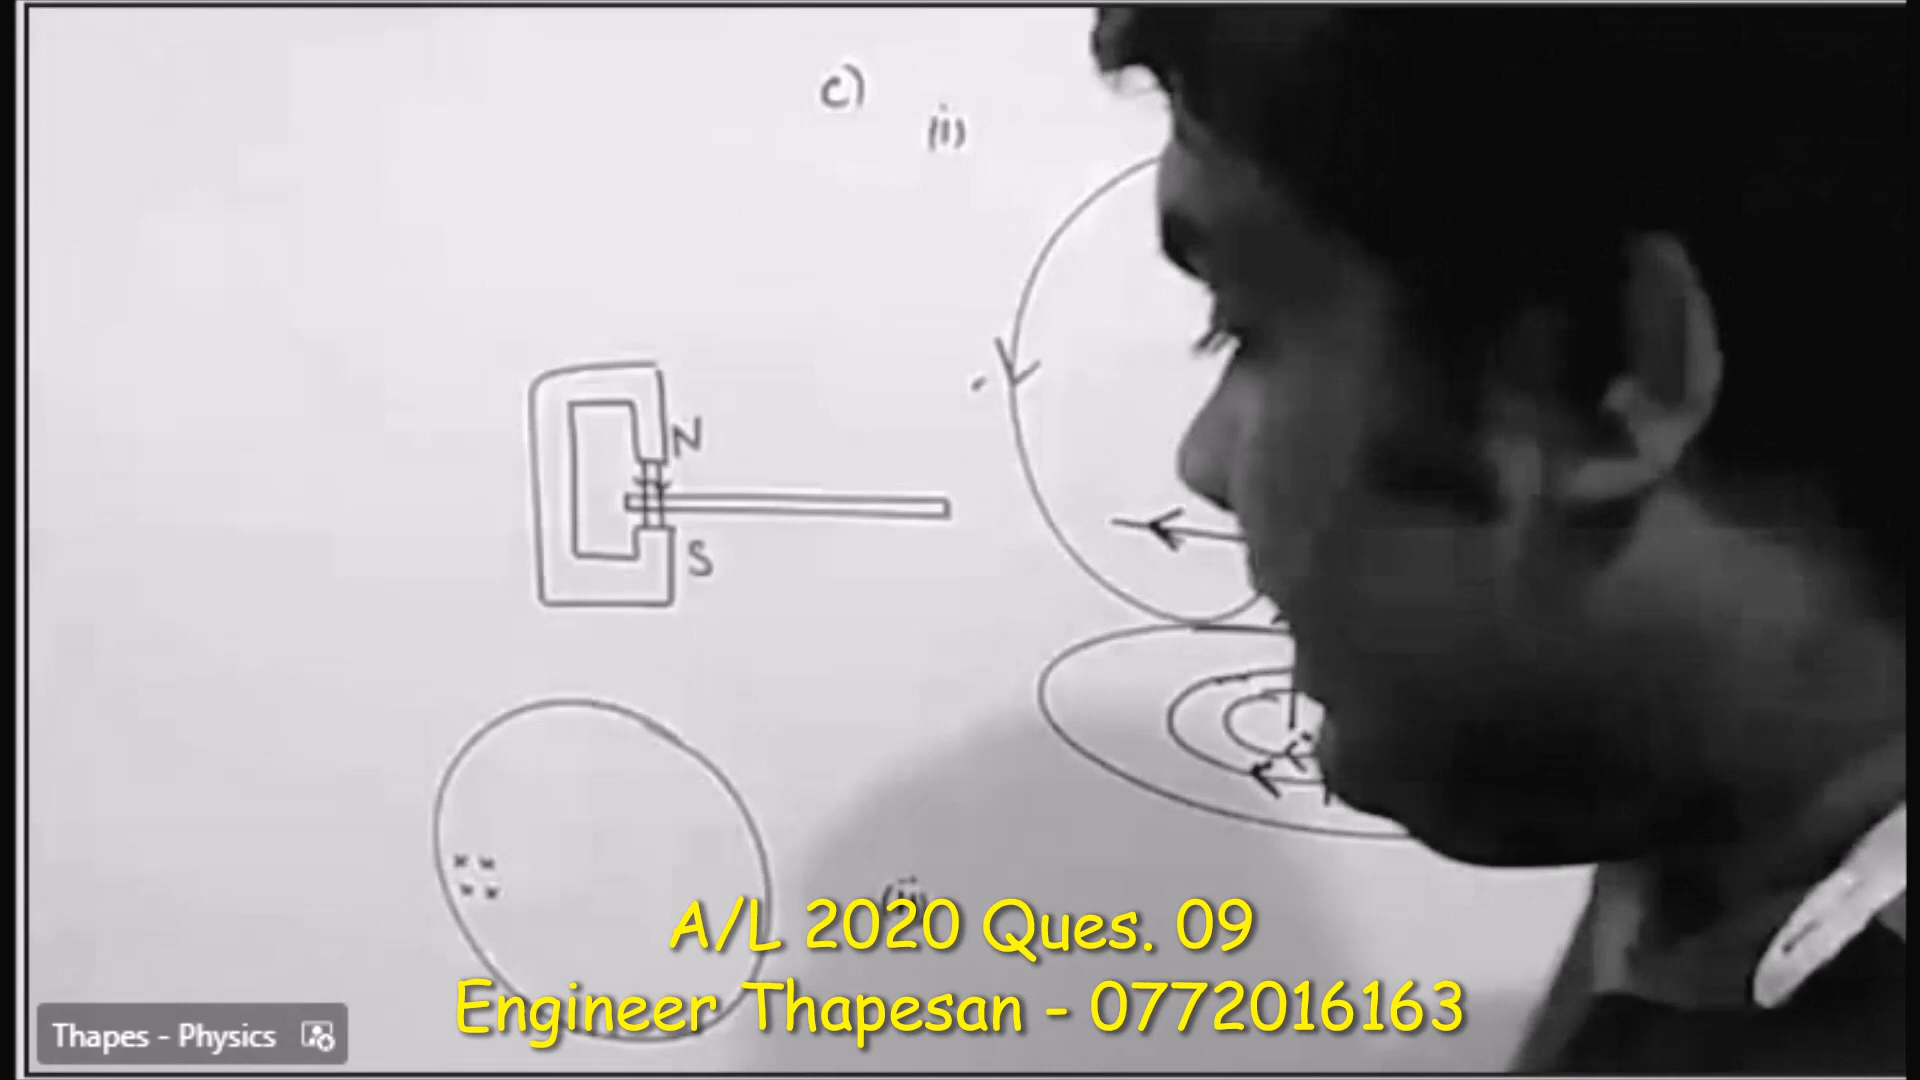 c)
(i)
N
S
(ii)
A/L 2020 Ques. 09
Engineer Thapesan - 0772016163
Thapes - Physics